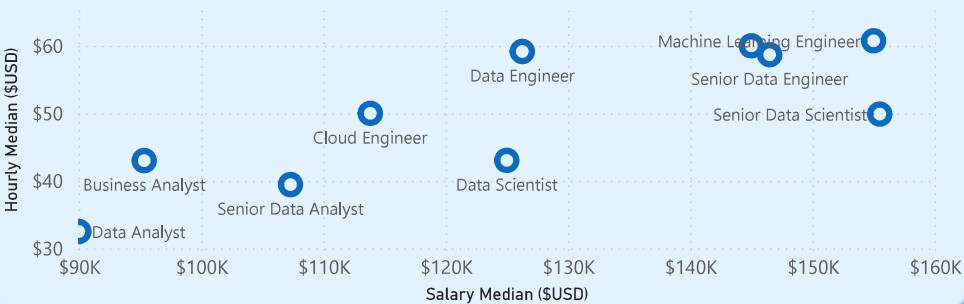 Hourly Median ($USD)
$60
$50
$40
$30
Machine Learning Engineer
Data Engineer
Senior Data Engineer
Senior Data Scientist
Cloud Engineer
Business Analyst
Data Scientist
Senior Data Analyst
Data Analyst
$90K $100K $110K $120K $130K $140K $150K $160K
Salary Median ($USD)